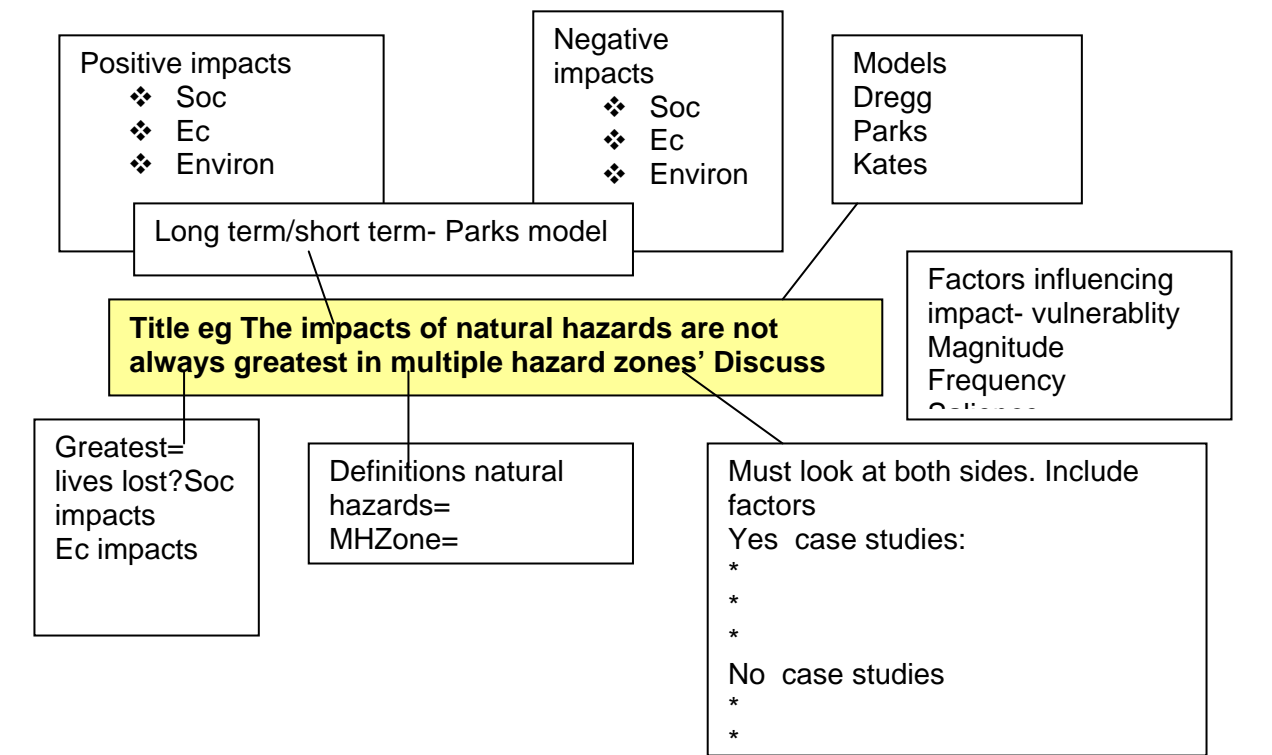 Positive impacts
❖ Soc
❖ Ec
❖ Environ
Negative
impacts
❖ Soc
❖ Ec
❖ Environ
Models
Dregg
Parks
Kates
Long term/short term- Parks model
Factors influencing
impact- vulnerablity
Magnitude
Frequency
Title eg The impacts of natural hazards are not
always greatest in multiple hazard zones’ Discuss
Greatest=
lives lost?Soc
impacts
Ec impacts
Definitions natural
hazards=
MHZone=
Must look at both sides. Include
factors
Yes case studies:
*
*
*
No case studies
*
*